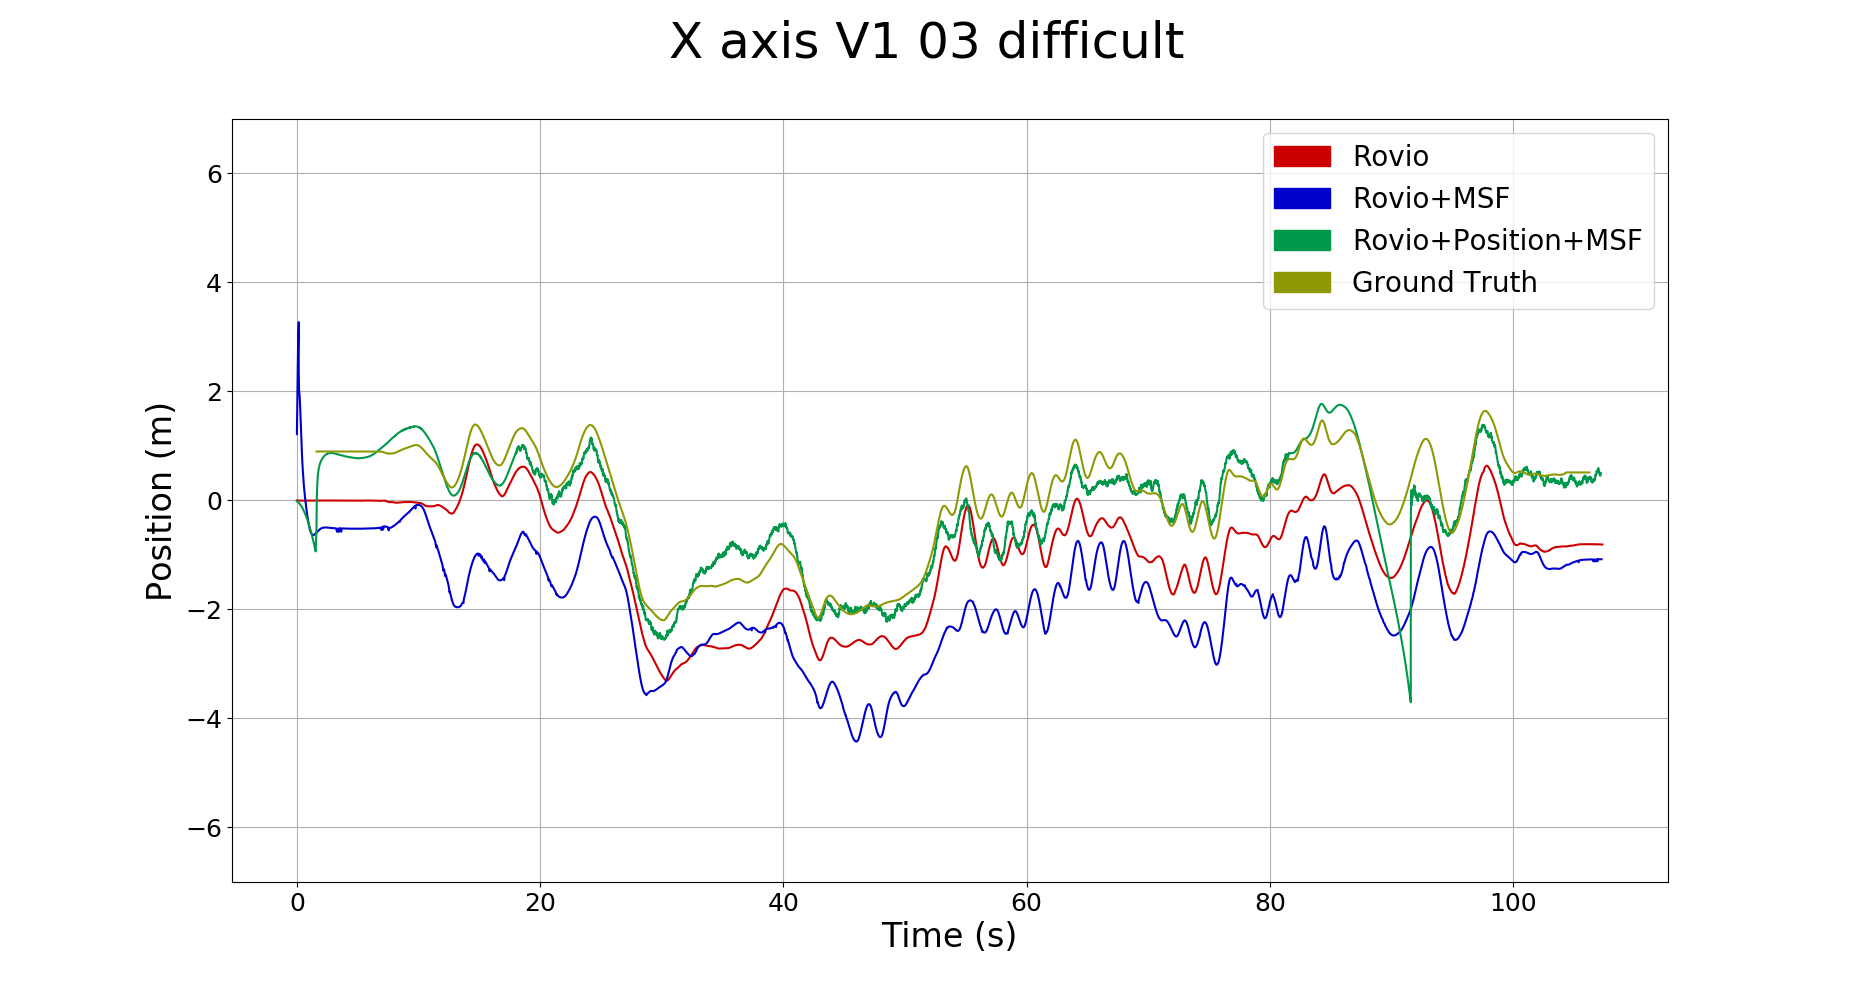 X axis V1 03 difficult
Rovio
Rovio+MSF
Rovio+Position+MSF
Ground Truth
Position (m)
6
4
2
0
−2
−4
−6
0 20 40 60 80 100
Time (s)